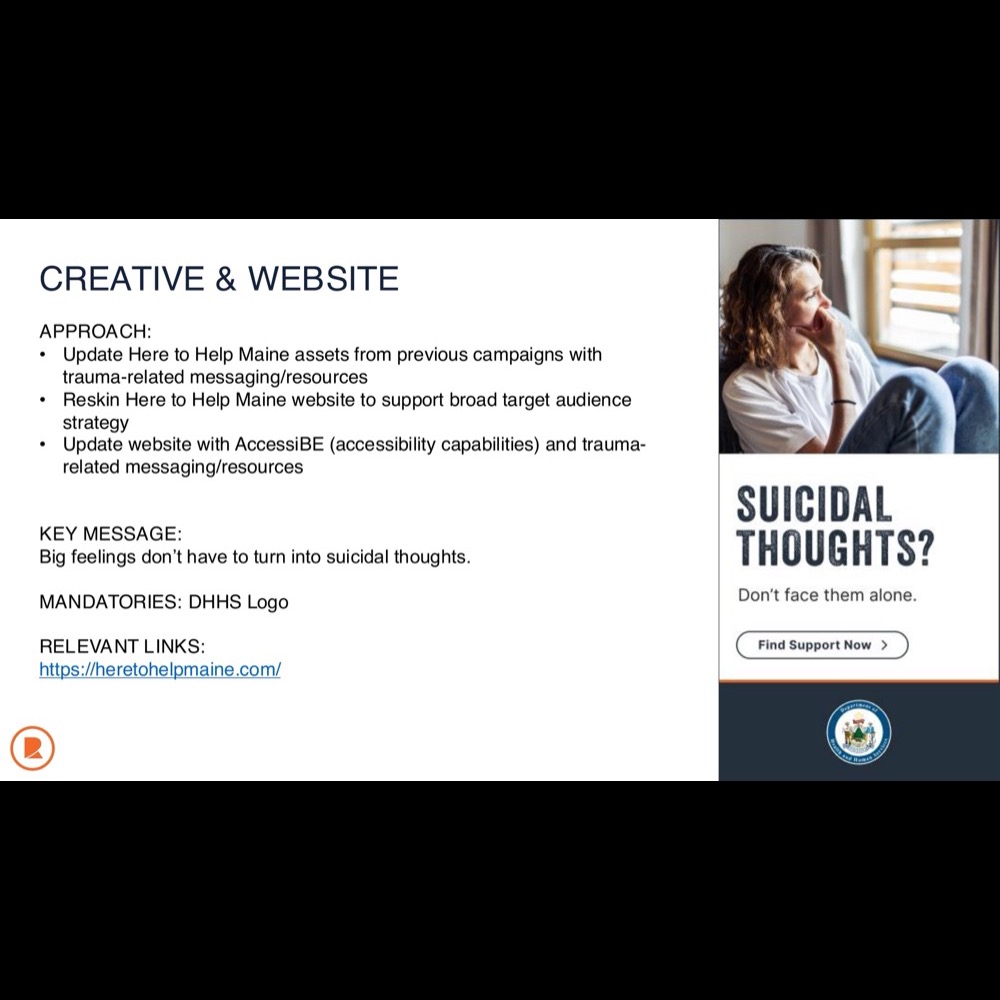 CREATIVE & WEBSITE
APPROACH:
• Update Here to Help Maine assets from previous campaigns with
trauma-related messaging/resources
• Reskin Here to Help Maine website to support broad target audience
strategy
• Update website with AccessiBE (accessibility capabilities) and trauma-
related messaging/resources
KEY MESSAGE:
Big feelings don’t have to turn into suicidal thoughts.
MANDATORIES: DHHS Logo
RELEVANT LINKS:
https://heretohelpmaine.com/
SUICIDAL
THOUGHTS?
Don’t face them alone.
Find Support Now >
Department of
Health and Human Services